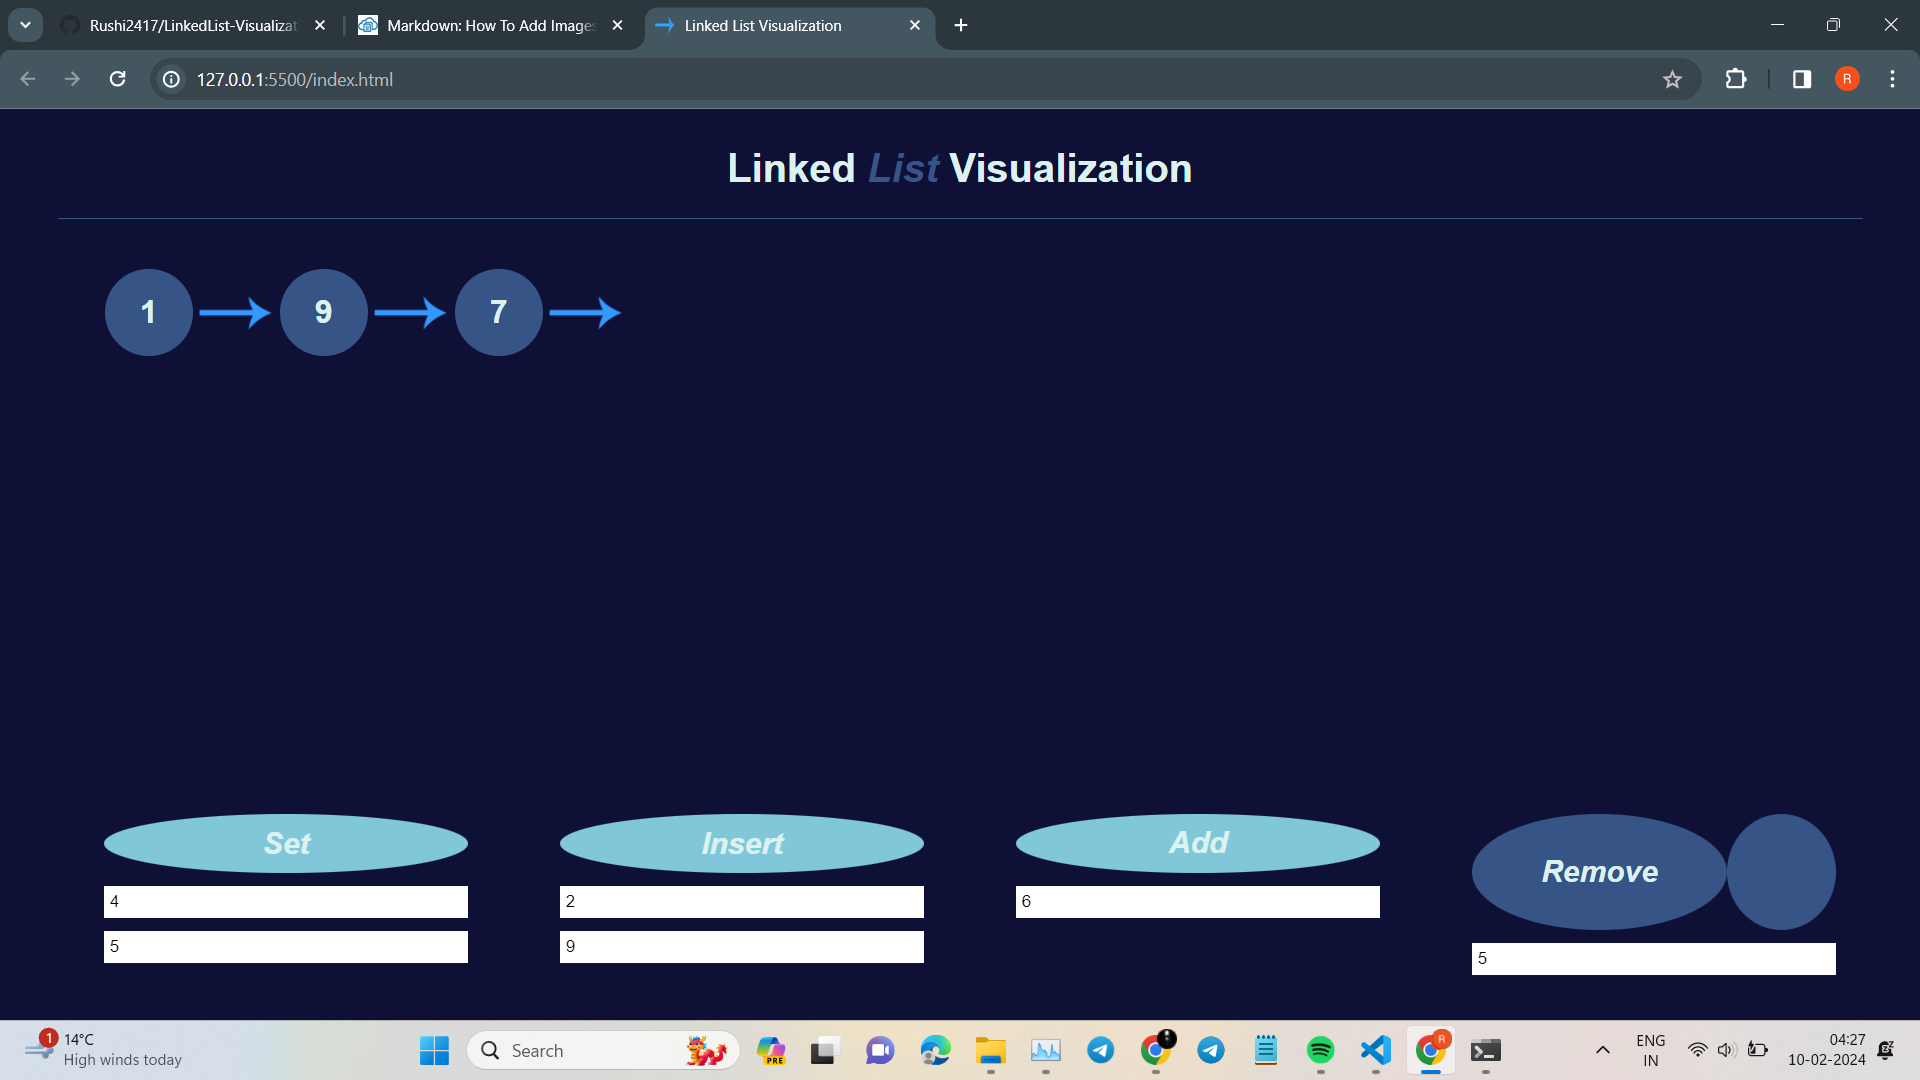 Rushi2417/LinkedList-Visualizat
Markdown: How To Add Images
Linked List Visualization
127.0.0.1:5500/index.html
R
Linked List Visualization
1
9
7
Set
Insert
Add
Remove
4
2
6
5
9
5
1
14°C
High winds today
Search
PRE
R
ENG
IN
04:27
10-02-2024